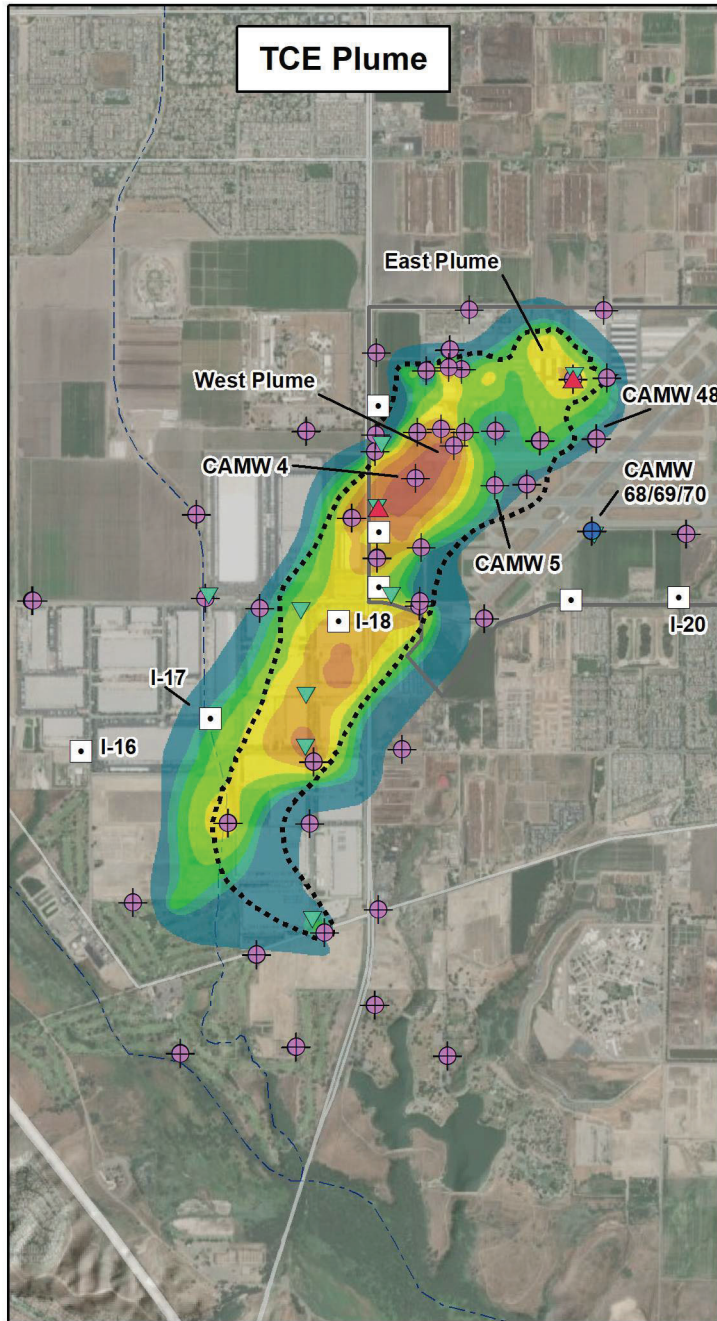 TCE Plume
East Plume
West Plume
CAMW 48
CAMW 4
CAMW
68/69/70
CAMW 5
I-18
I-20
I-17
I-16